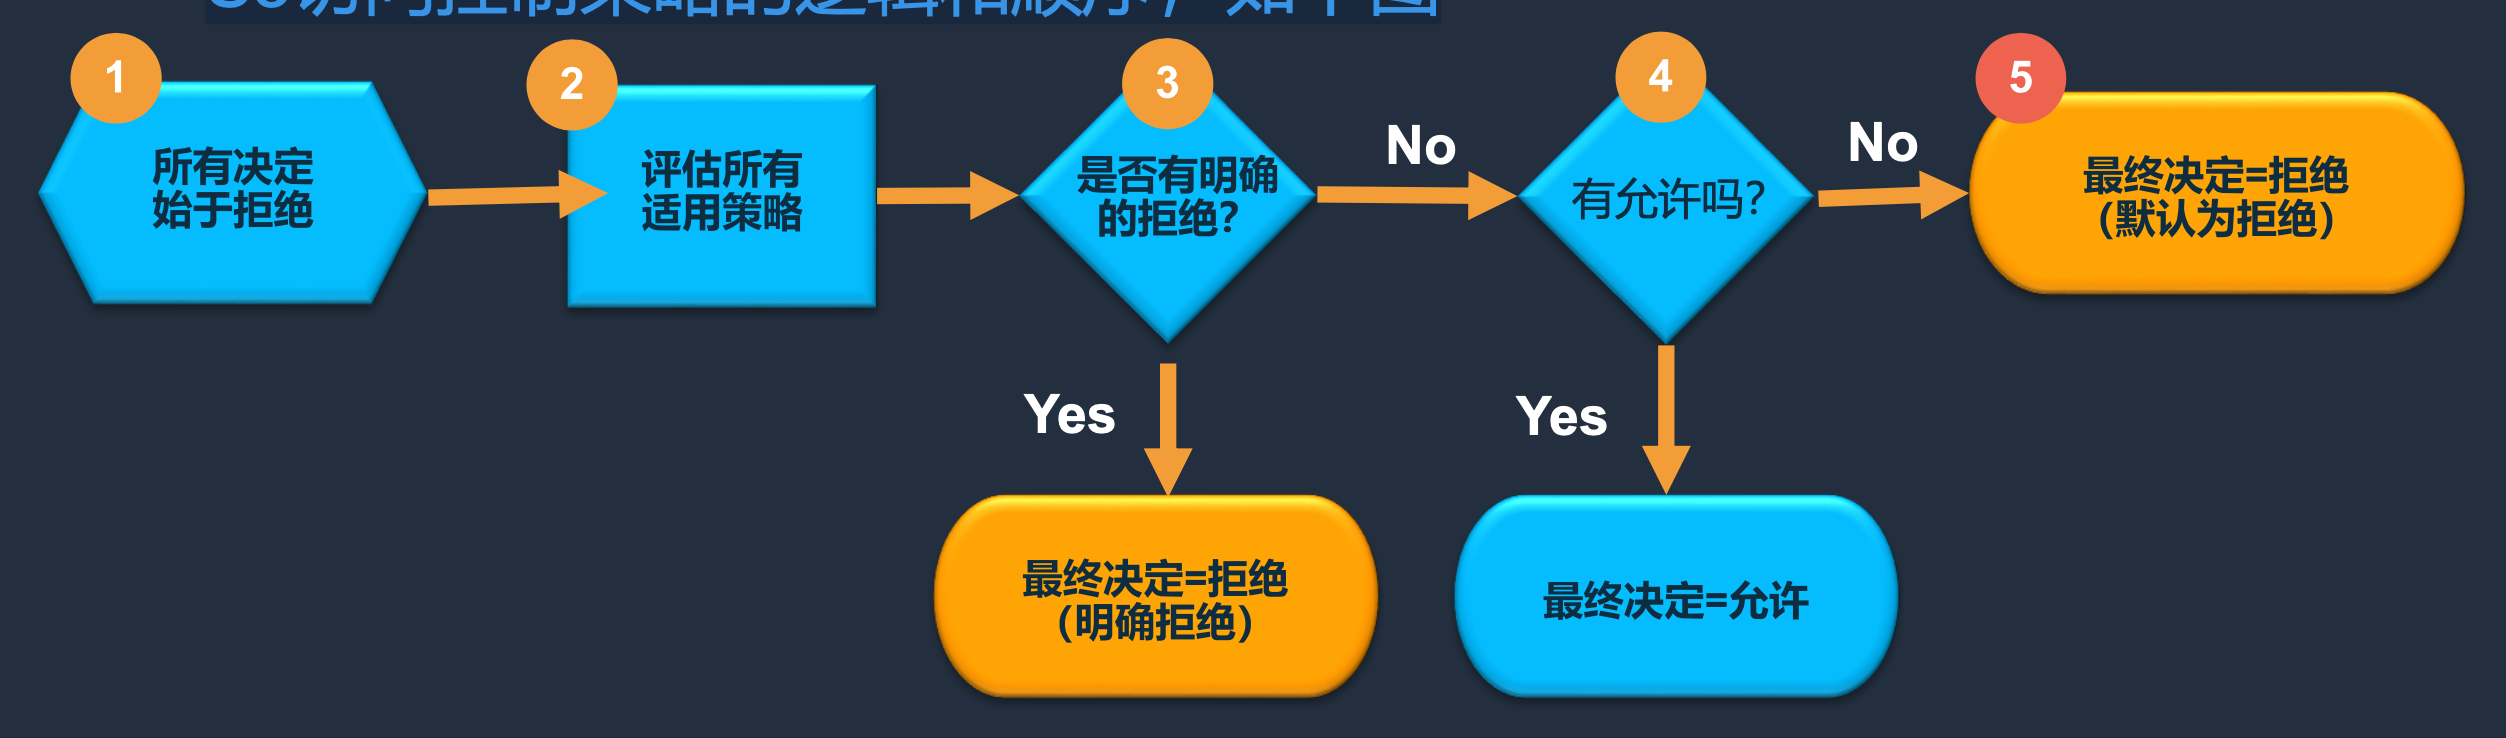 1
所有决定
始于拒绝
2
评估所有
适用策略
3
是否有明确
的拒绝?
No
4
有允许吗?
No
5
最终决定=拒绝
(默认为拒绝)
Yes
最终决定=拒绝
(明确拒绝)
Yes
最终决定=允许